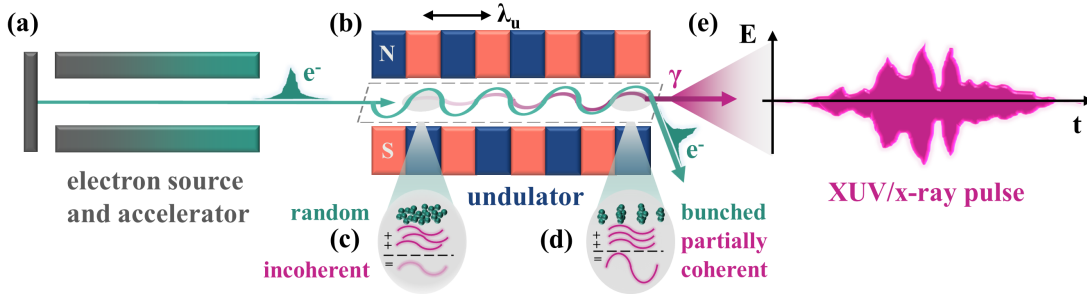 (a)
e⁻
electron source
and accelerator
(b)
λu
N
S
undulator
e⁻
γ
random
(c)
incoherent
+
+
=
(d)
bunched
partially
coherent
+
+
=
(e)
E
t
XUV/x-ray pulse